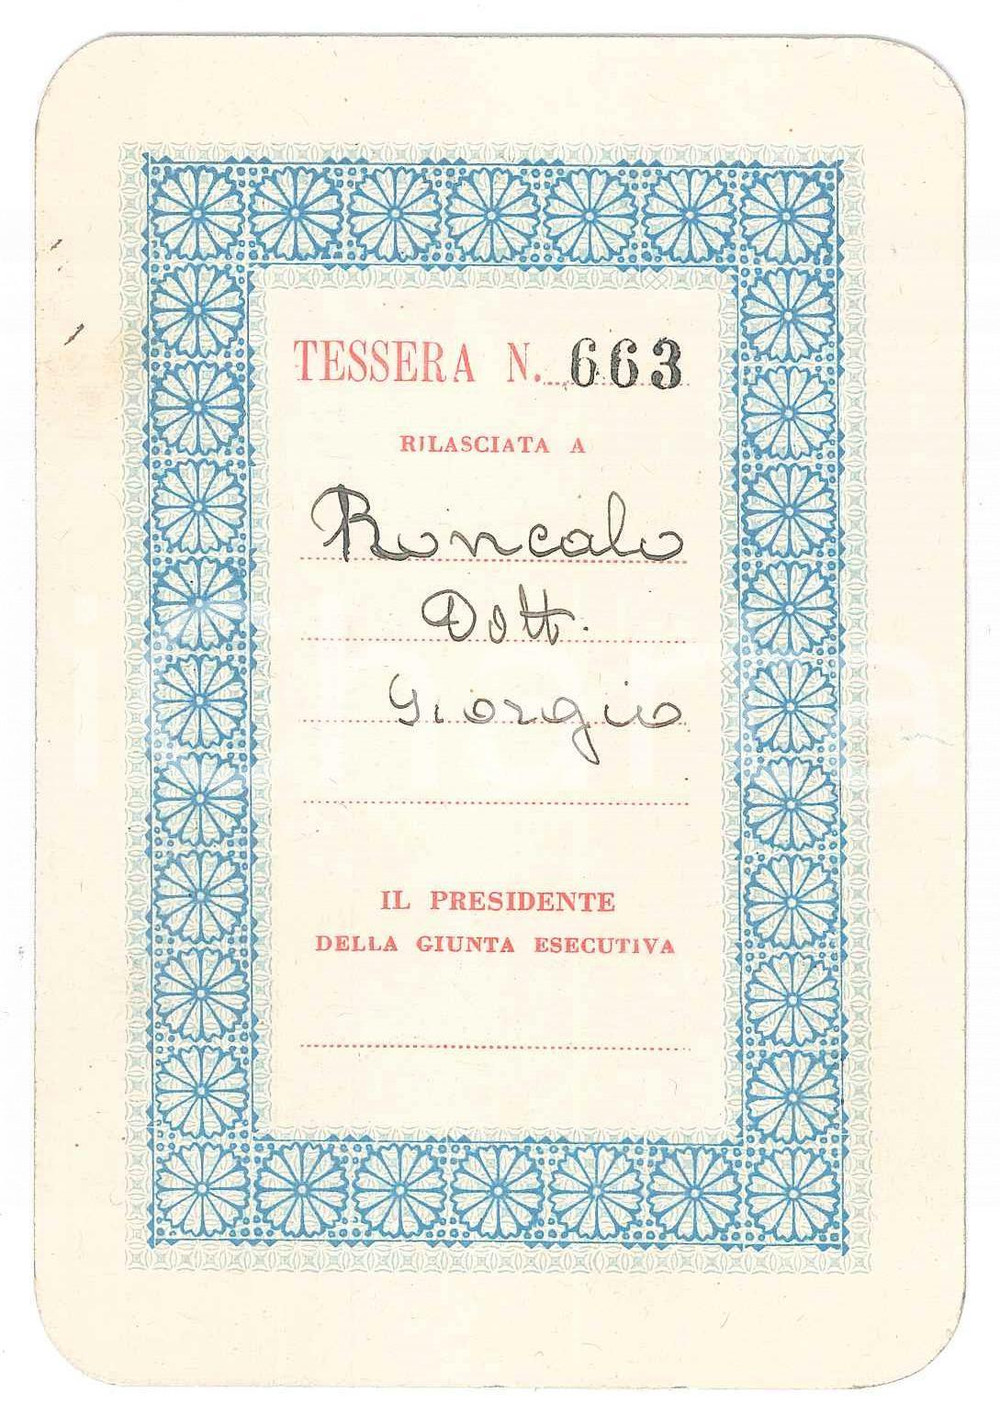 TESSERA N. 663
RILASCIATA A
Roncalo
Dott.
Giorgio
IL PRESIDENTE
DELLA GIUNTA ESECUTIVA